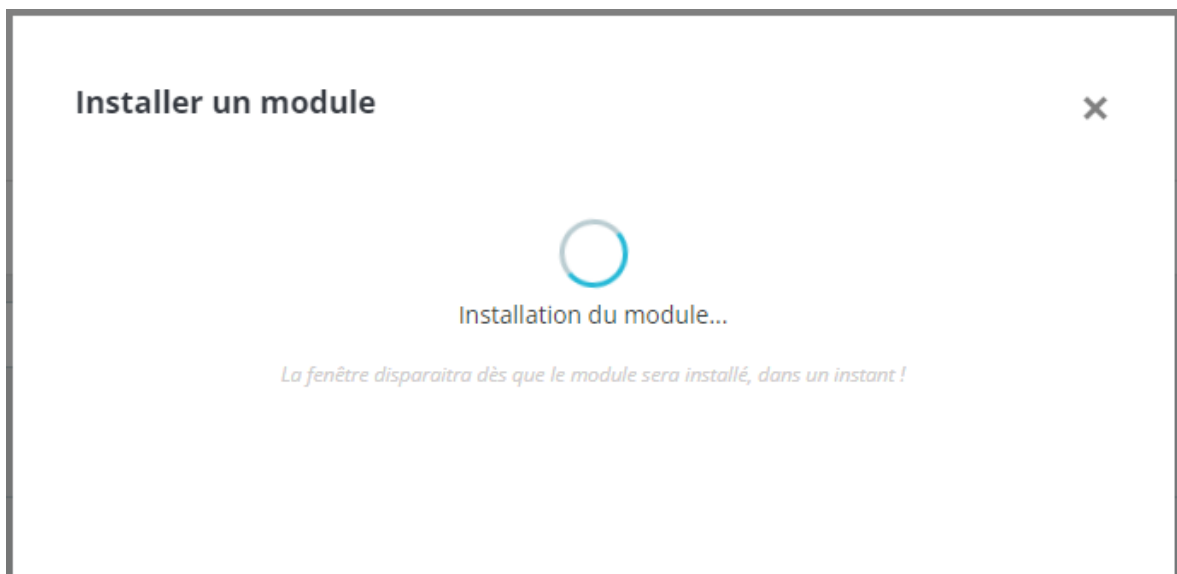 Installer un module
Installation du module...
La fenêtre disparaitra dès que le module sera installé, dans un instant !